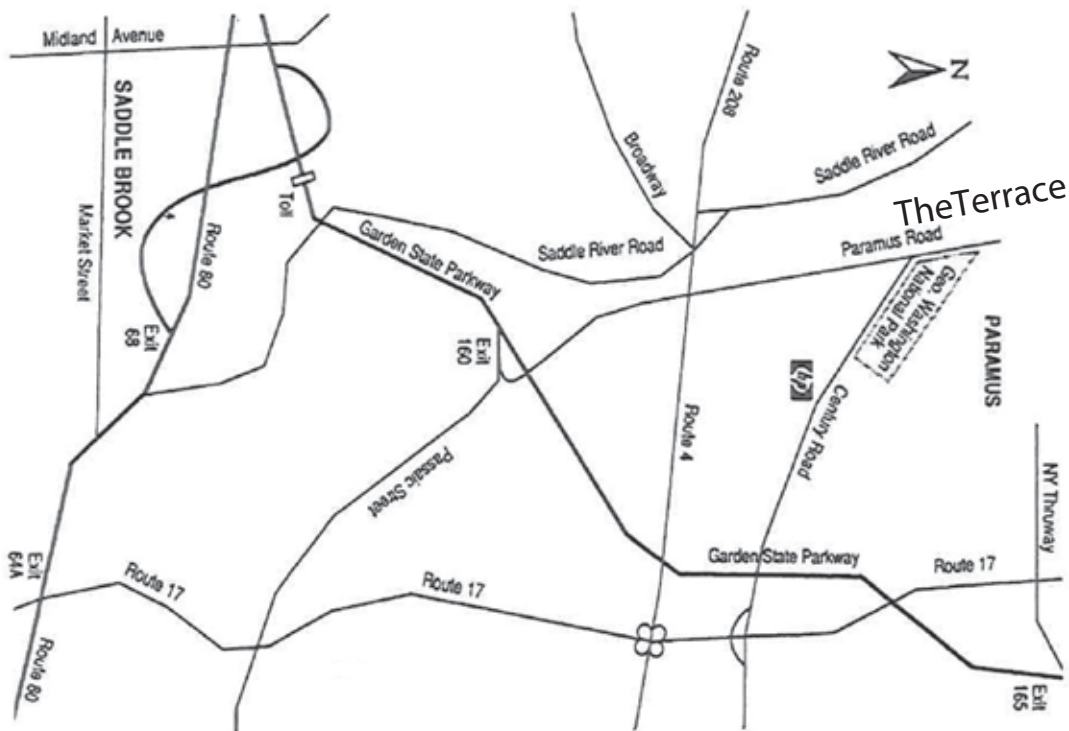 Midland Avenue
SADDLE BROOK
Market Street
Route 80
Exit
68
Toll
Garden State Parkway
Saddle River Road
Broadway
Route 208
N
Saddle River Road
TheTerrace
Paramus Road
Geo. Washington
National Park
PARAMUS
Exit
160
hp
Century Road
Route 4
Passaic Street
NY Thruway
Garden State Parkway
Route 17
Route 17
Route 17
Exit
64A
Route 80
Exit
165